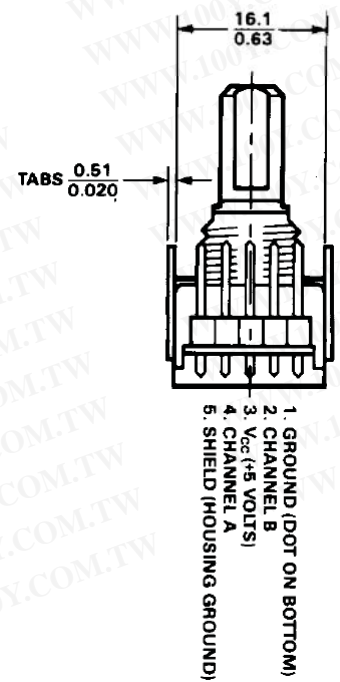 16.1
0.63
TABS 0.51
0.020
1. GROUND (DOT ON BOTTOM)
2. CHANNEL B
3. Vcc (+5 VOLTS)
4. CHANNEL A
5. SHIELD (HOUSING GROUND)